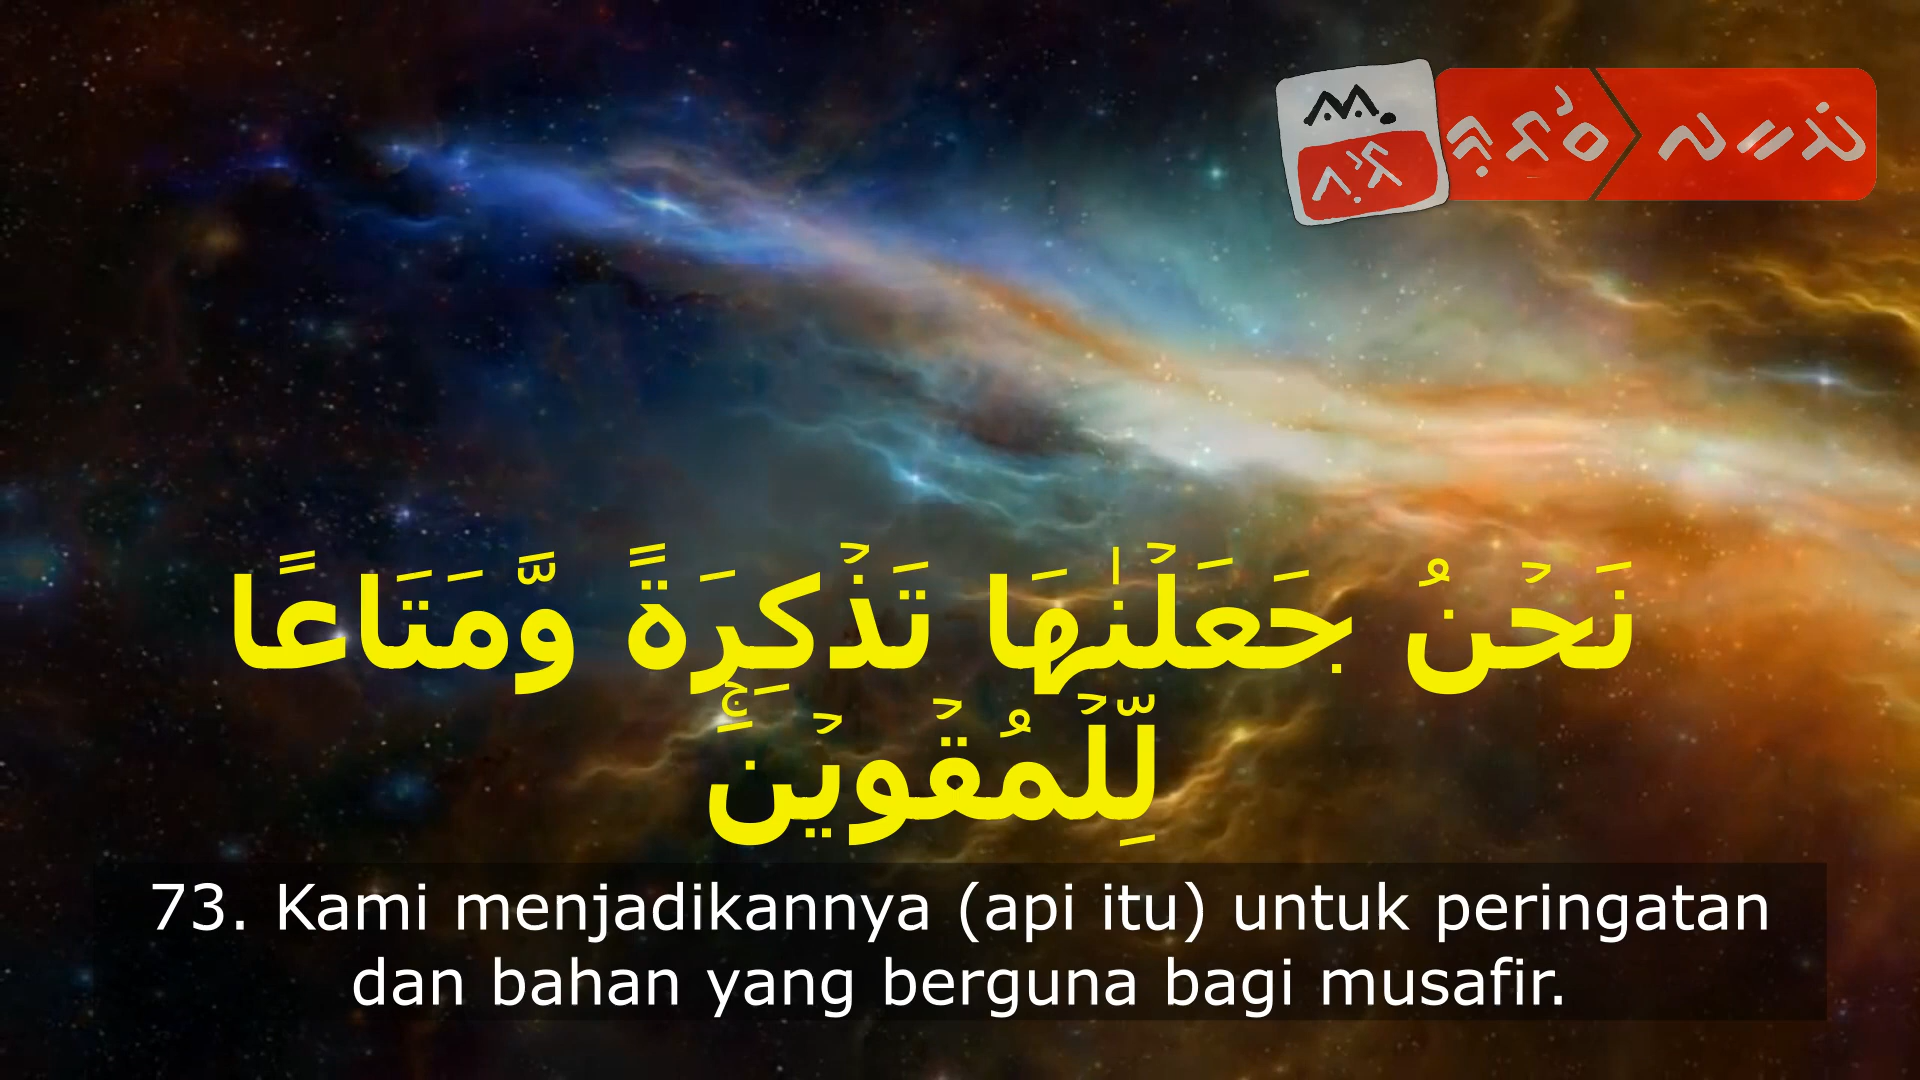 نَحۡنُ جَعَلۡنٰهَا تَذۡكِرَةً وَّمَتَاعًا
لِّلۡمُقۡوِيۡنَ‌ۚ
73. Kami menjadikannya (api itu) untuk peringatan
dan bahan yang berguna bagi musafir.